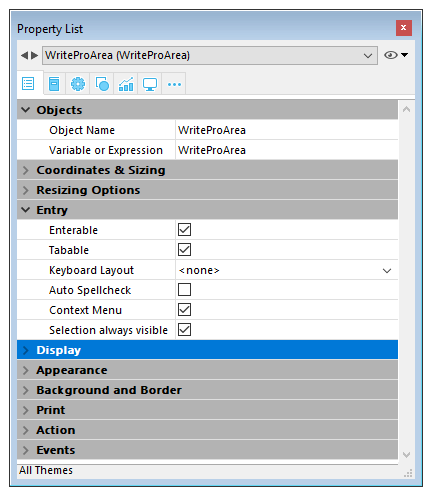 Property List
WriteProArea (WriteProArea)
Objects
Object Name WriteProArea
Variable or Expression WriteProArea
Coordinates & Sizing
Resizing Options
Entry
Enterable
Tabable
Keyboard Layout <none>
Auto Spellcheck
Context Menu
Selection always visible
Display
Appearance
Background and Border
Print
Action
Events
All Themes